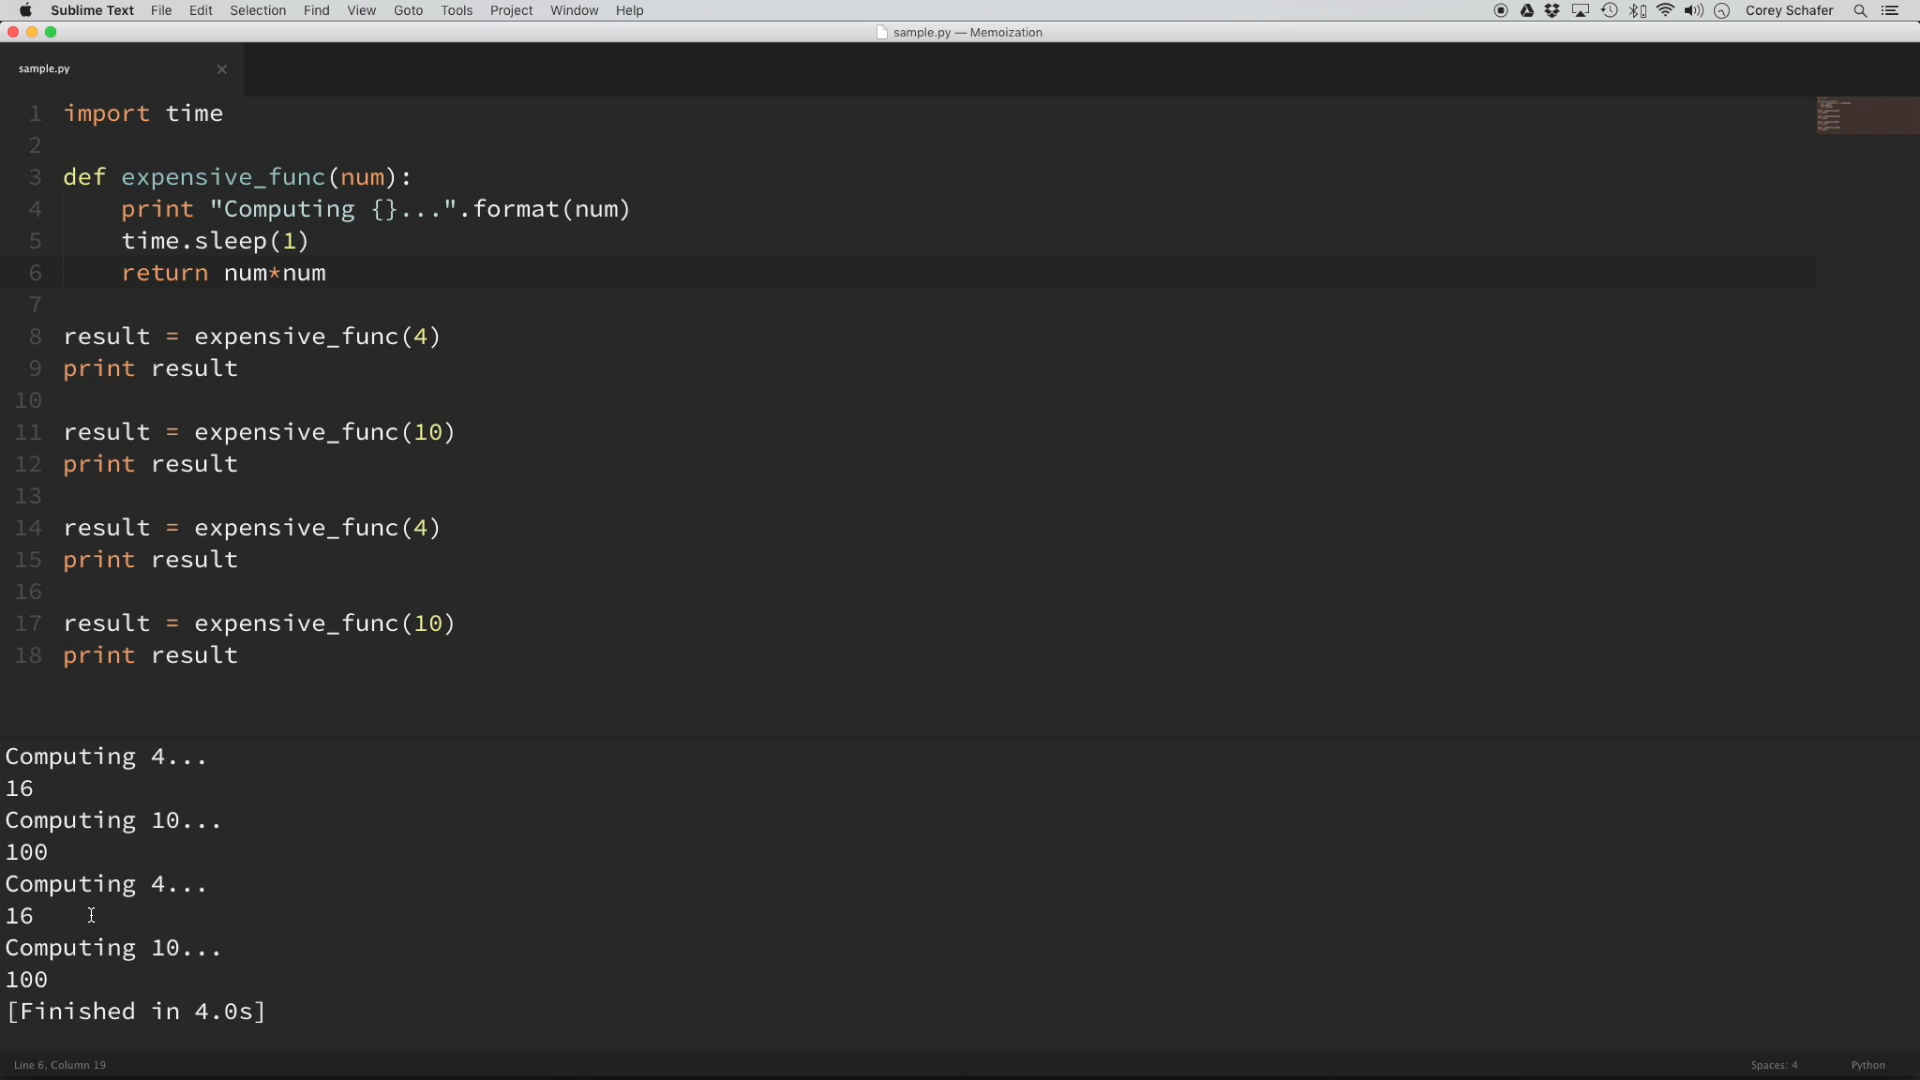 Sublime Text File Edit Selection Find View Goto Tools Project Window Help Corey Schafer
sample.py — Memoization
sample.py
1 import time
2
3 def expensive_func(num):
4     print "Computing {}...".format(num)
5     time.sleep(1)
6     return num*num
7
8 result = expensive_func(4)
9 print result
10
11 result = expensive_func(10)
12 print result
13
14 result = expensive_func(4)
15 print result
16
17 result = expensive_func(10)
18 print result
Computing 4...
16
Computing 10...
100
Computing 4...
16
Computing 10...
100
[Finished in 4.0s]
Line 6, Column 19 Spaces: 4 Python